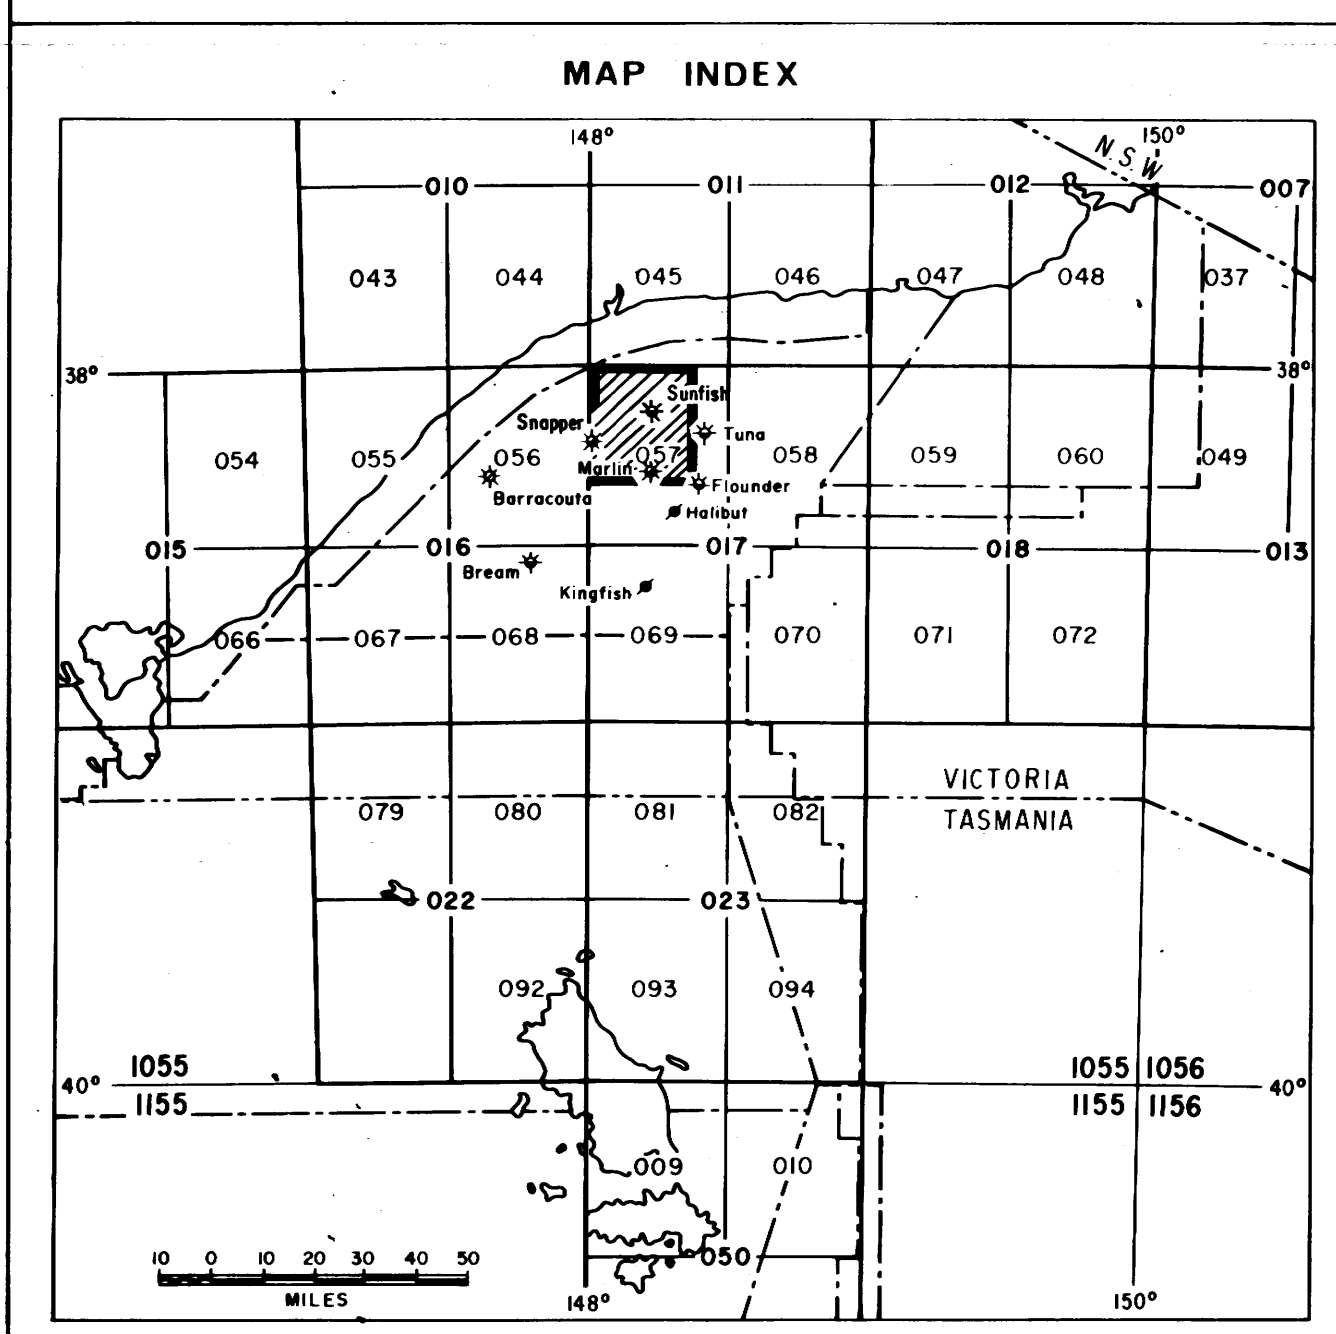 MAP INDEX
148° 150°
N.S.W
010 011 012 007
043 044 045 046 047 048 037
38° 38°
Sunfish
Snapper
Tuna
054 055 056 057 058 059 060 049
Marlin
Flounder
Barracouta
Halibut
015 016 017 018 013
Bream
Kingfish
066 067 068 069 070 071 072
VICTORIA
079 080 081 082 TASMANIA
022 023
092 093 094
1055 1055 1056
40° 40°
1155 1155 1156
009 010
050
10 0 10 20 30 40 50
MILES
148° 150°